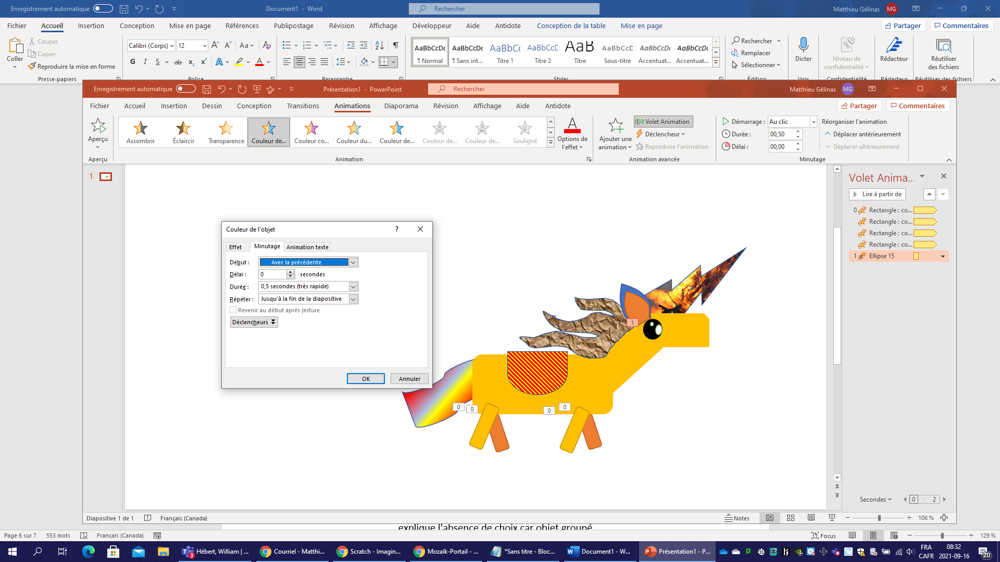 Enregistrement automatique
Document1 - Word
Rechercher
Matthieu Gélinas MG
Fichier Accueil Insertion Conception Mise en page Références Publipostage Révision Affichage Développeur Aide Antidote Conception de la table Mise en page Partager Commentaires
Coller
Couper
Copier
Reproduire la mise en forme
Presse-papiers
Calibri (Corps) 12
Aa
G I S ab x₂ x² A A
Police
Paragraphe
AaBbCcDc AaBbCcDc AaBbCc AaBbCcD AaB AaBbCcD AaBbCcDc AaBbCcDc
¶ Normal ¶ Sans int... Titre 1 Titre 2 Titre Sous-titre Accentuat... Accentuat...
Styles
Rechercher
Remplacer
Sélectionner
Édition
Dicter
Voix
Niveau de confidentialité
Confidentialité
Rédacteur
Rédacteur
Réutiliser des fichiers
Réutiliser des fichiers
Enregistrement automatique
Présentation1 - PowerPoint
Rechercher
Matthieu Gélinas MG
Fichier Accueil Insertion Dessin Conception Transitions Animations Diaporama Révision Affichage Aide Antidote Partager Commentaires
Aperçu
Aperçu
Assombrir Éclaircir Transparence Couleur de... Couleur co... Couleur du... Couleur de... Couleur de... Couleur de... Souligné
Animation
Options de l'effet
Ajouter une animation
Volet Animation
Déclencheur
Reproduire l'animation
Animation avancée
Démarrage : Au clic
Durée : 00,50
Délai : 00,00
Réorganiser l'animation
Déplacer antérieurement
Déplacer ultérieurement
Minutage
1
Couleur de l'objet ?
Effet Minutage Animation texte
Début : Avec la précédente
Délai : 0 secondes
Durée : 0,5 secondes (très rapide)
Répéter : Jusqu'à la fin de la diapositive
Revenir au début après lecture
Déclencheurs
OK Annuler
1
0 0 0 0
Volet Anima...
Lire à partir de
0 Rectangle : co...
Rectangle : co...
Rectangle : co...
Rectangle : co...
1 Ellipse 15
Secondes 0 2
Diapositive 1 de 1 Français (Canada) Notes 106 %
explique l'absence de choix car objet groupé
Page 6 sur 7 553 mots Français (Canada) Focus 129 %
3
Hébert, William | ...
Courriel - Matthi...
Scratch - Imagin...
Mozaïk-Portail - ...
*Sans titre - Bloc...
Document1 - W...
Présentation1 - P...
FRA
CAFR
08:32
2021-09-16
20